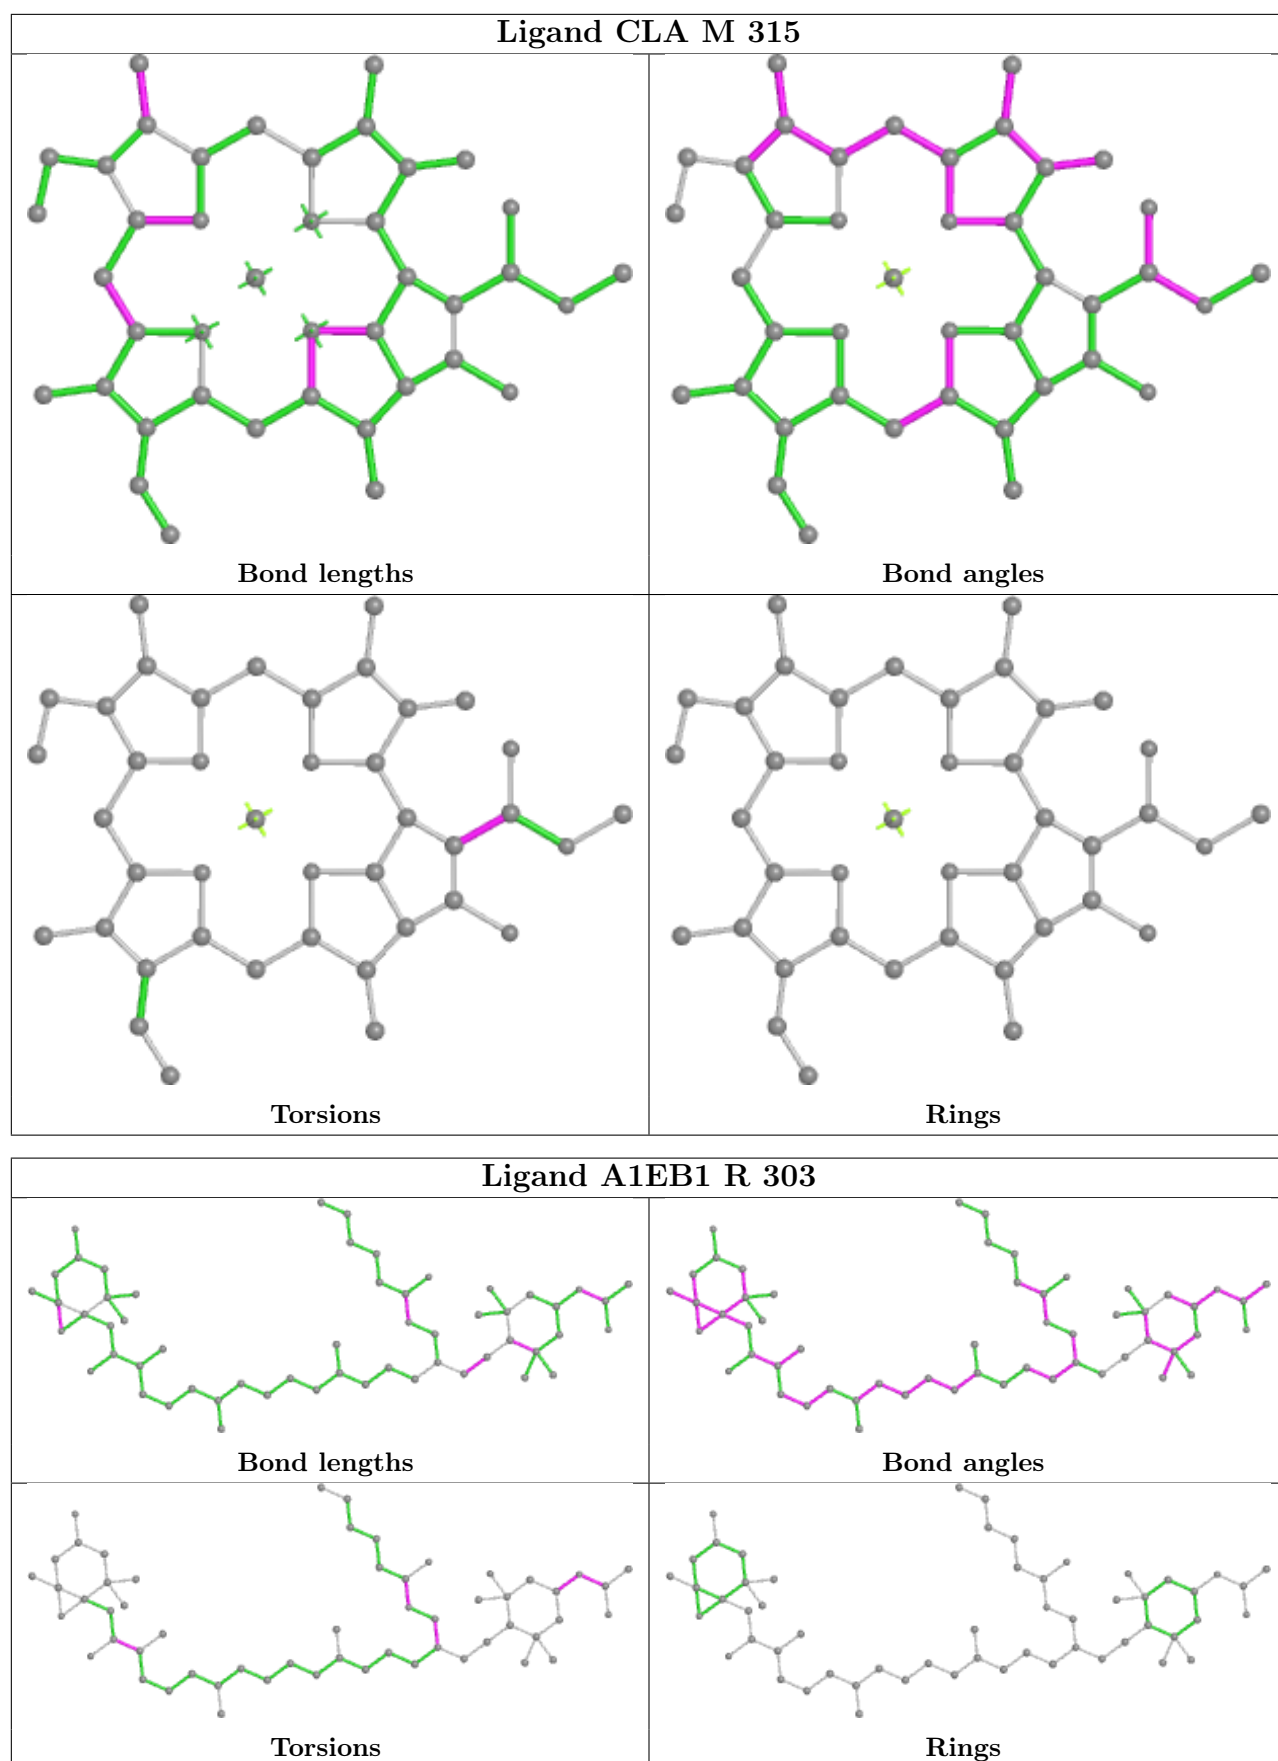 Ligand CLA M 315
Bond lengths
Bond angles
Torsions
Rings
Ligand A1EB1 R 303
Bond lengths
Bond angles
Torsions
Rings